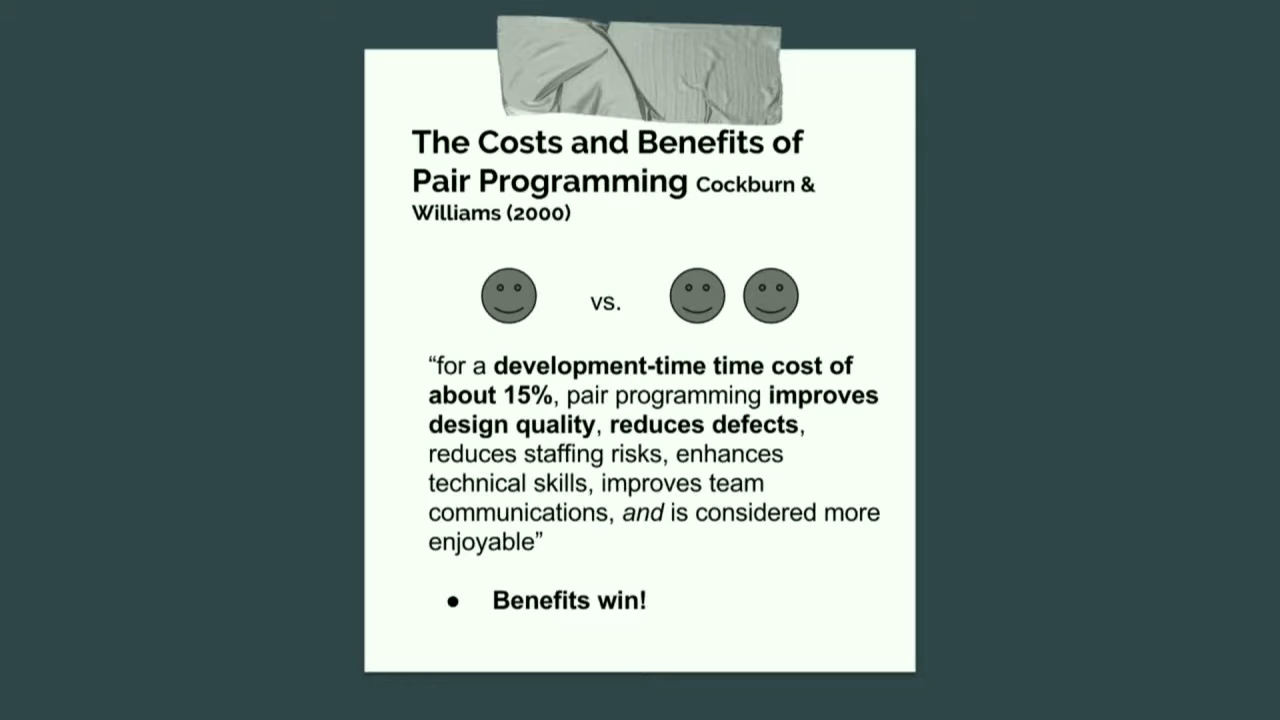 The Costs and Benefits of
Pair Programming Cockburn &
Williams (2000)
vs.
“for a development-time time cost of
about 15%, pair programming improves
design quality, reduces defects,
reduces staffing risks, enhances
technical skills, improves team
communications, and is considered more
enjoyable”
● Benefits win!